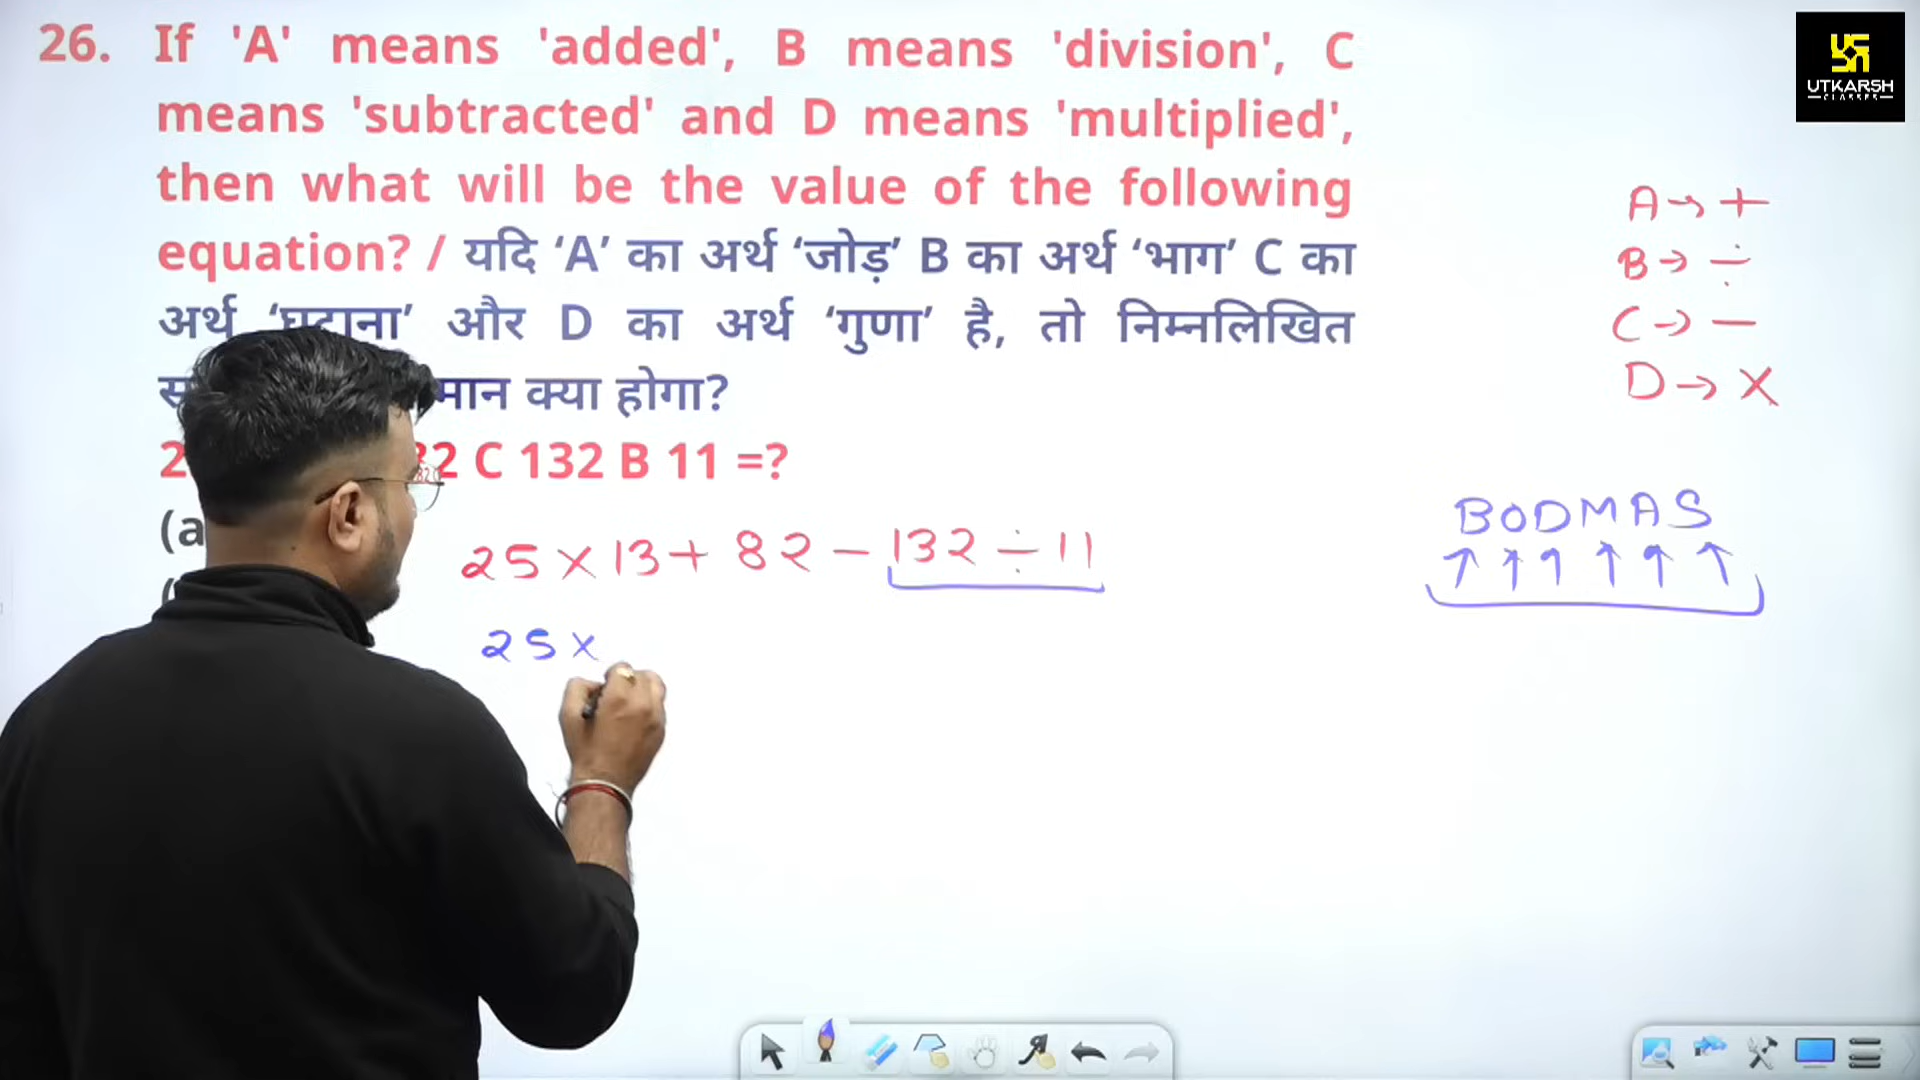 26. If 'A' means 'added', B means 'division', C
means 'subtracted' and D means 'multiplied',
then what will be the value of the following
equation? / यदि ‘A’ का अर्थ ‘जोड़’ B का अर्थ ‘भाग’ C का
अर्थ ‘घटाना’ और D का अर्थ ‘गुणा’ है, तो निम्नलिखित
मान क्या होगा?
C 132 B 11 =?
(a
25 × 13 + 82 − 132 ÷ 11
25 ×
UTKARSH
CLASSES
A → +
B → ÷
C → −
D → ×
BODMAS